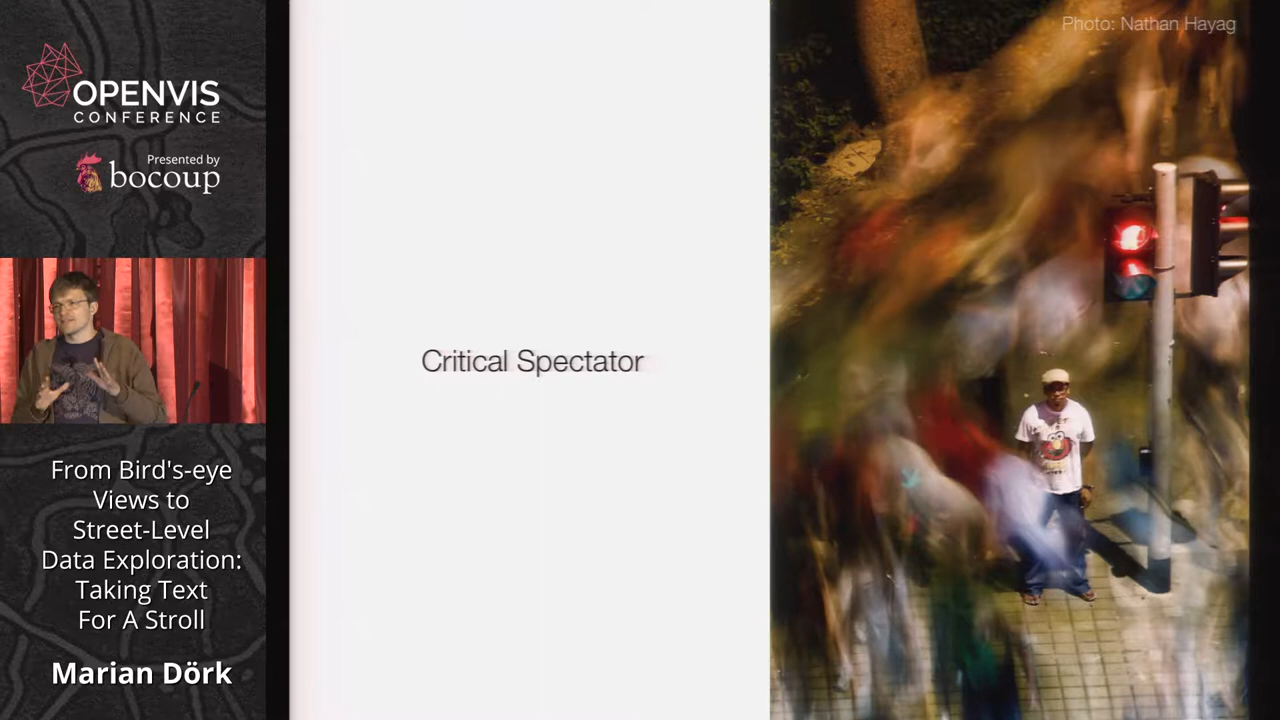 OPENVIS
CONFERENCE
Presented by
bocoup
From Bird's-eye
Views to
Street-Level
Data Exploration:
Taking Text
For A Stroll
Marian Dörk
Critical Spectator
Photo: Nathan Hayag